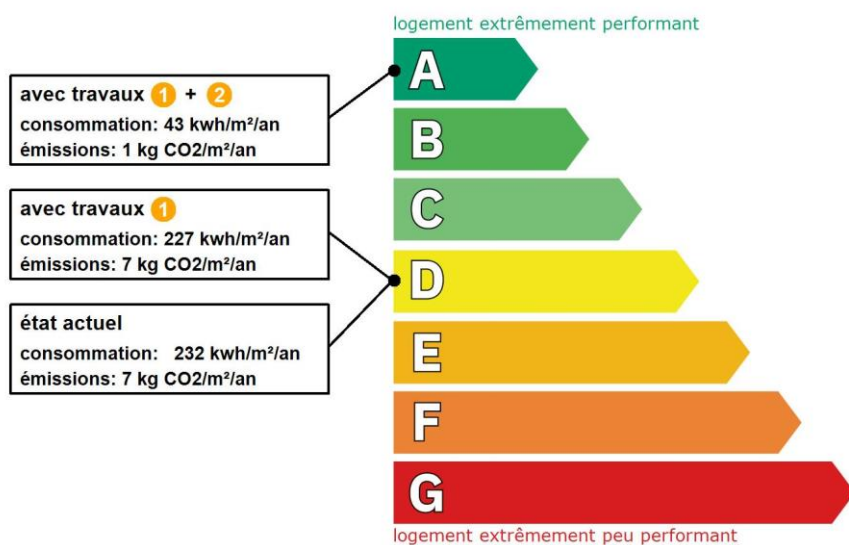 logement extrêmement performant
avec travaux 1 + 2
consommation: 43 kwh/m²/an
émissions: 1 kg CO2/m²/an
avec travaux 1
consommation: 227 kwh/m²/an
émissions: 7 kg CO2/m²/an
état actuel
consommation: 232 kwh/m²/an
émissions: 7 kg CO2/m²/an
A
B
C
D
E
F
G
logement extrêmement peu performant